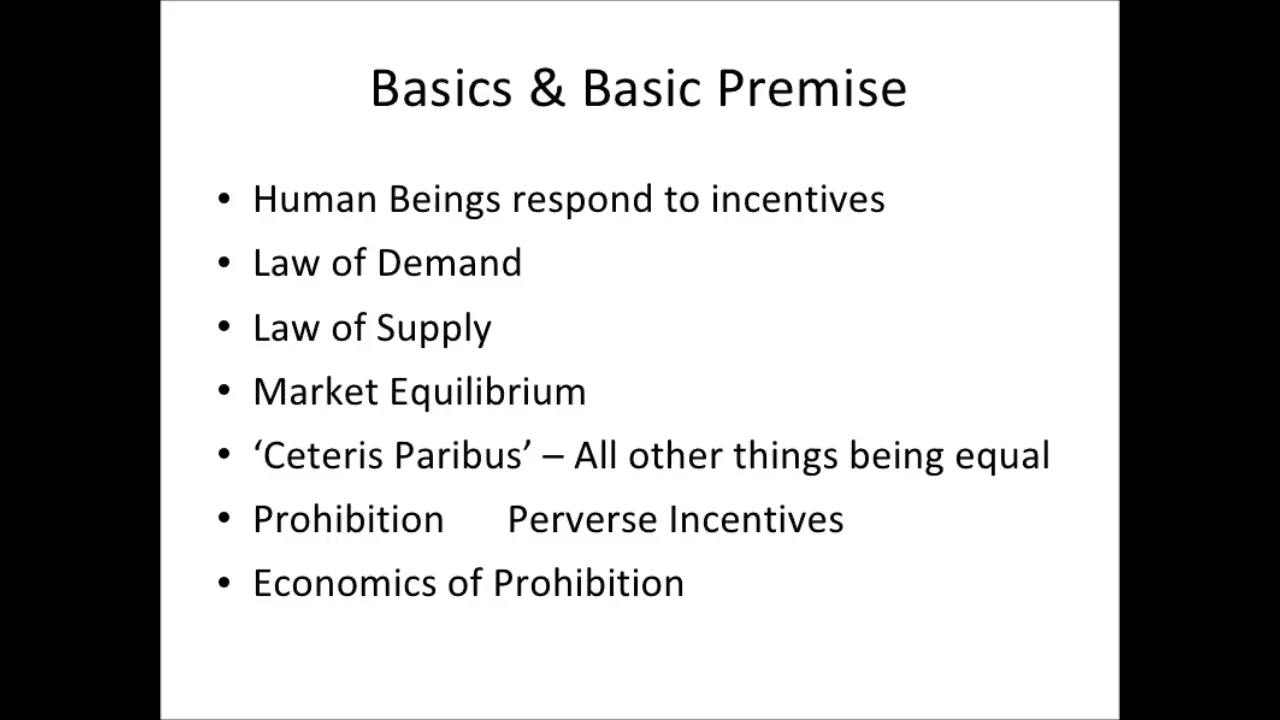 Basics & Basic Premise
• Human Beings respond to incentives
• Law of Demand
• Law of Supply
• Market Equilibrium
• ‘Ceteris Paribus’ – All other things being equal
• Prohibition Perverse Incentives
• Economics of Prohibition